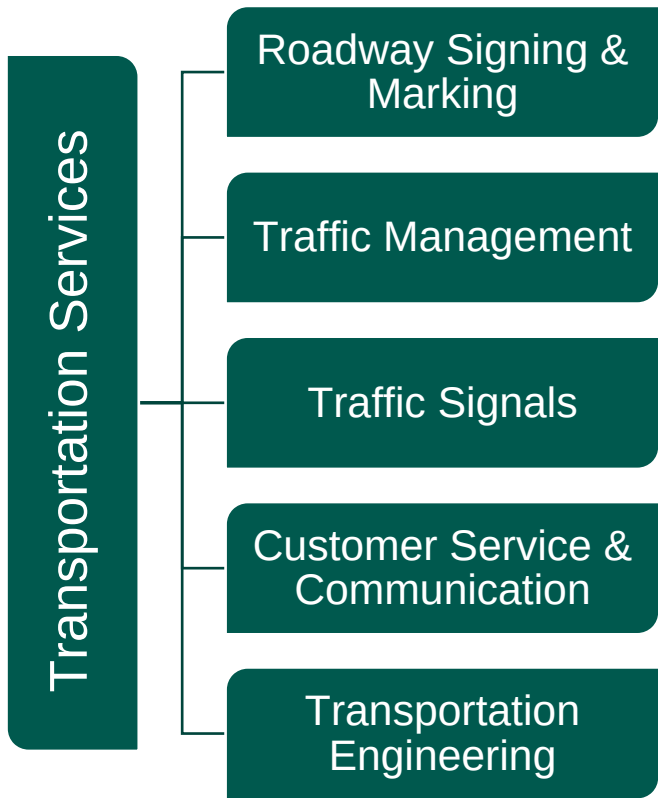 Transportation Services
Roadway Signing &
Marking
Traffic Management
Traffic Signals
Customer Service &
Communication
Transportation
Engineering